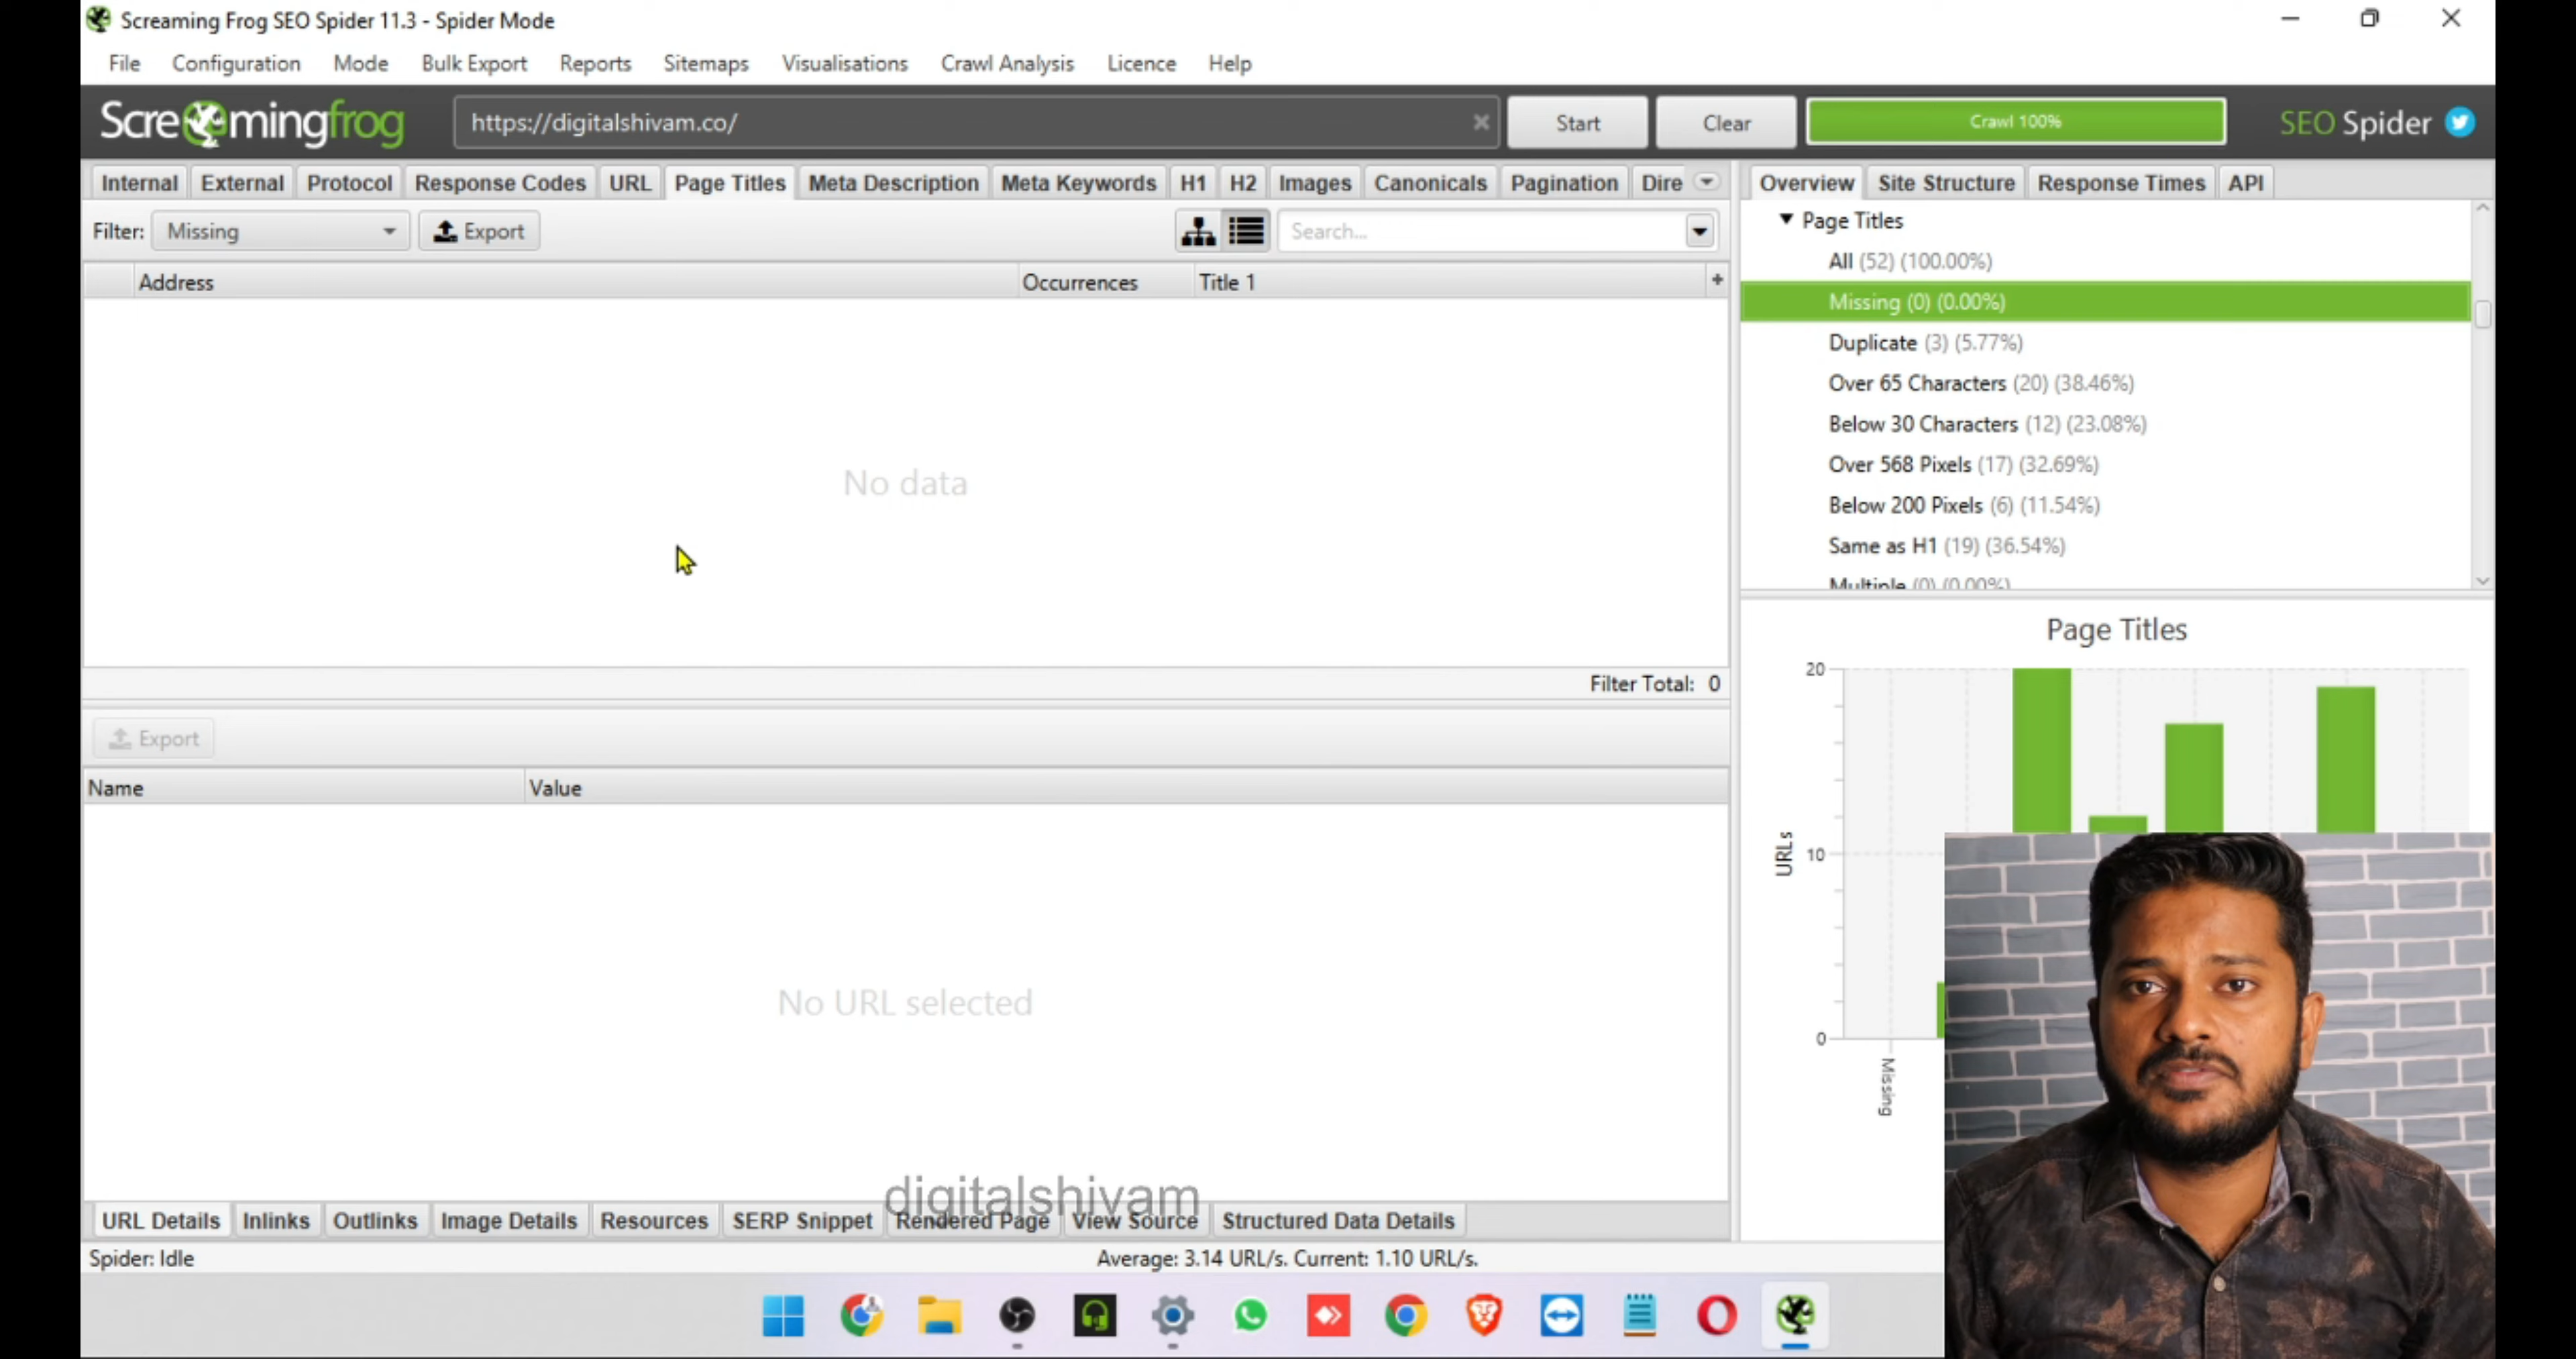 Screaming Frog SEO Spider 11.3 - Spider Mode
File Configuration Mode Bulk Export Reports Sitemaps Visualisations Crawl Analysis Licence Help
Screamingfrog https://digitalshivam.co/ Start Clear Crawl 100% SEO Spider
Internal External Protocol Response Codes URL Page Titles Meta Description Meta Keywords H1 H2 Images Canonicals Pagination Dire
Overview Site Structure Response Times API
Filter: Missing Export Search...
Address Occurrences Title 1 +
No data
Filter Total: 0
Page Titles
All (52) (100.00%)
Missing (0) (0.00%)
Duplicate (3) (5.77%)
Over 65 Characters (20) (38.46%)
Below 30 Characters (12) (23.08%)
Over 568 Pixels (17) (32.69%)
Below 200 Pixels (6) (11.54%)
Same as H1 (19) (36.54%)
Multiple (0) (0.00%)
Export
Name Value
No URL selected
Page Titles
20
10
0
URLs
Missing
digitalshivam
URL Details Inlinks Outlinks Image Details Resources SERP Snippet Rendered Page View Source Structured Data Details
Spider: Idle
Average: 3.14 URL/s. Current: 1.10 URL/s.